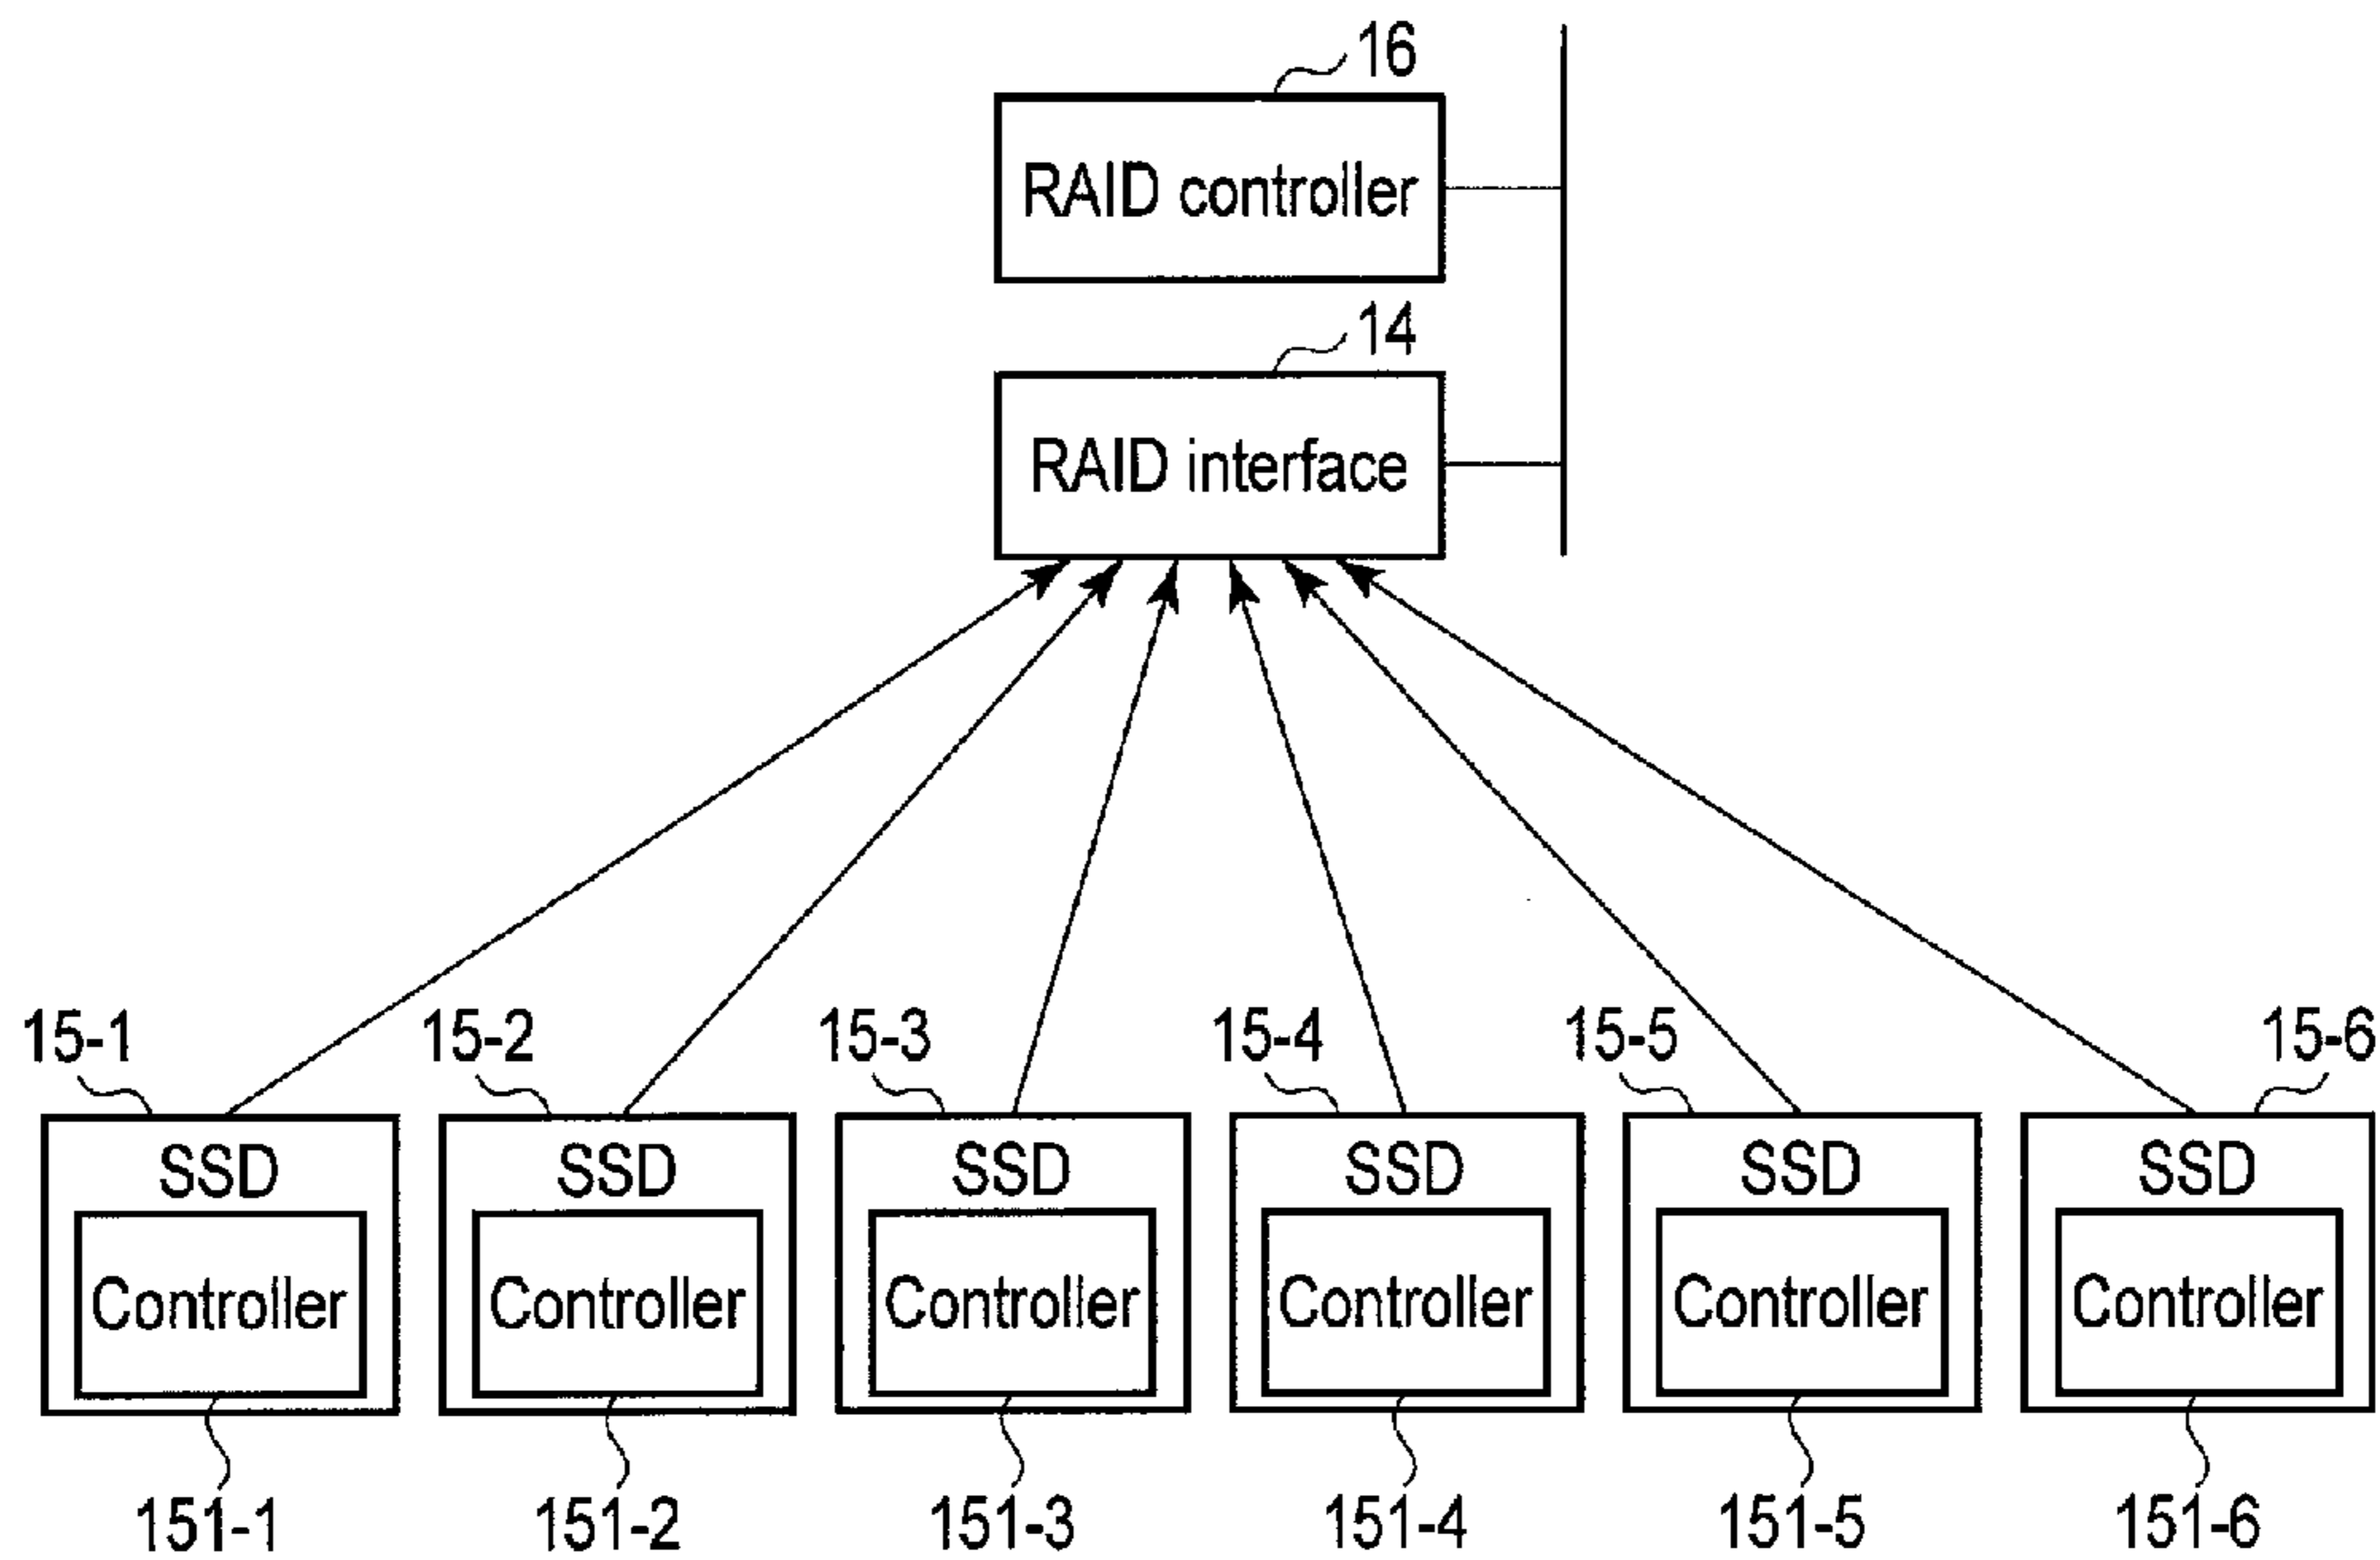 16
RAID controller
14
RAID interface
15-1 15-2 15-3 15-4 15-5 15-6
SSD SSD SSD SSD SSD SSD
Controller Controller Controller Controller Controller Controller
151-1 151-2 151-3 151-4 151-5 151-6